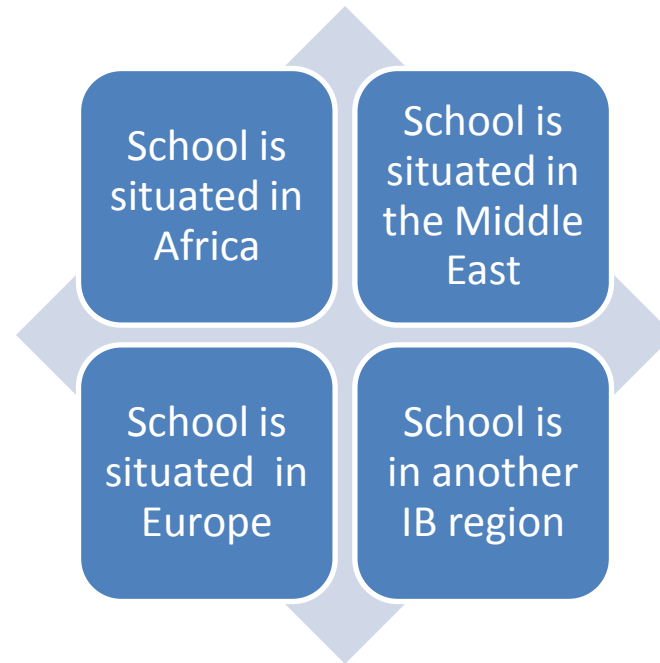 School is
situated in
Africa
School is
situated in
the Middle
East
School is
situated  in
Europe
School is
in another
IB region